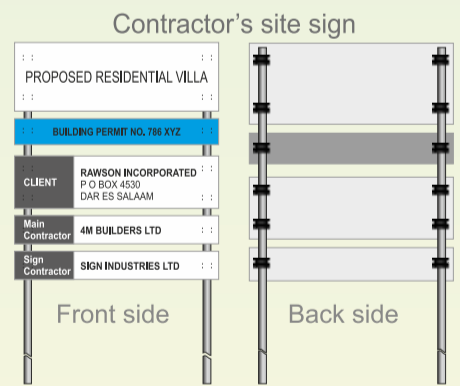 Contractor's site sign
PROPOSED RESIDENTIAL VILLA
BUILDING PERMIT NO. 786 XYZ
CLIENT
RAWSON INCORPORATED
P O BOX 4530
DAR ES SALAAM
Main
Contractor
4M BUILDERS LTD
Sign
Contractor
SIGN INDUSTRIES LTD
Front side
Back side